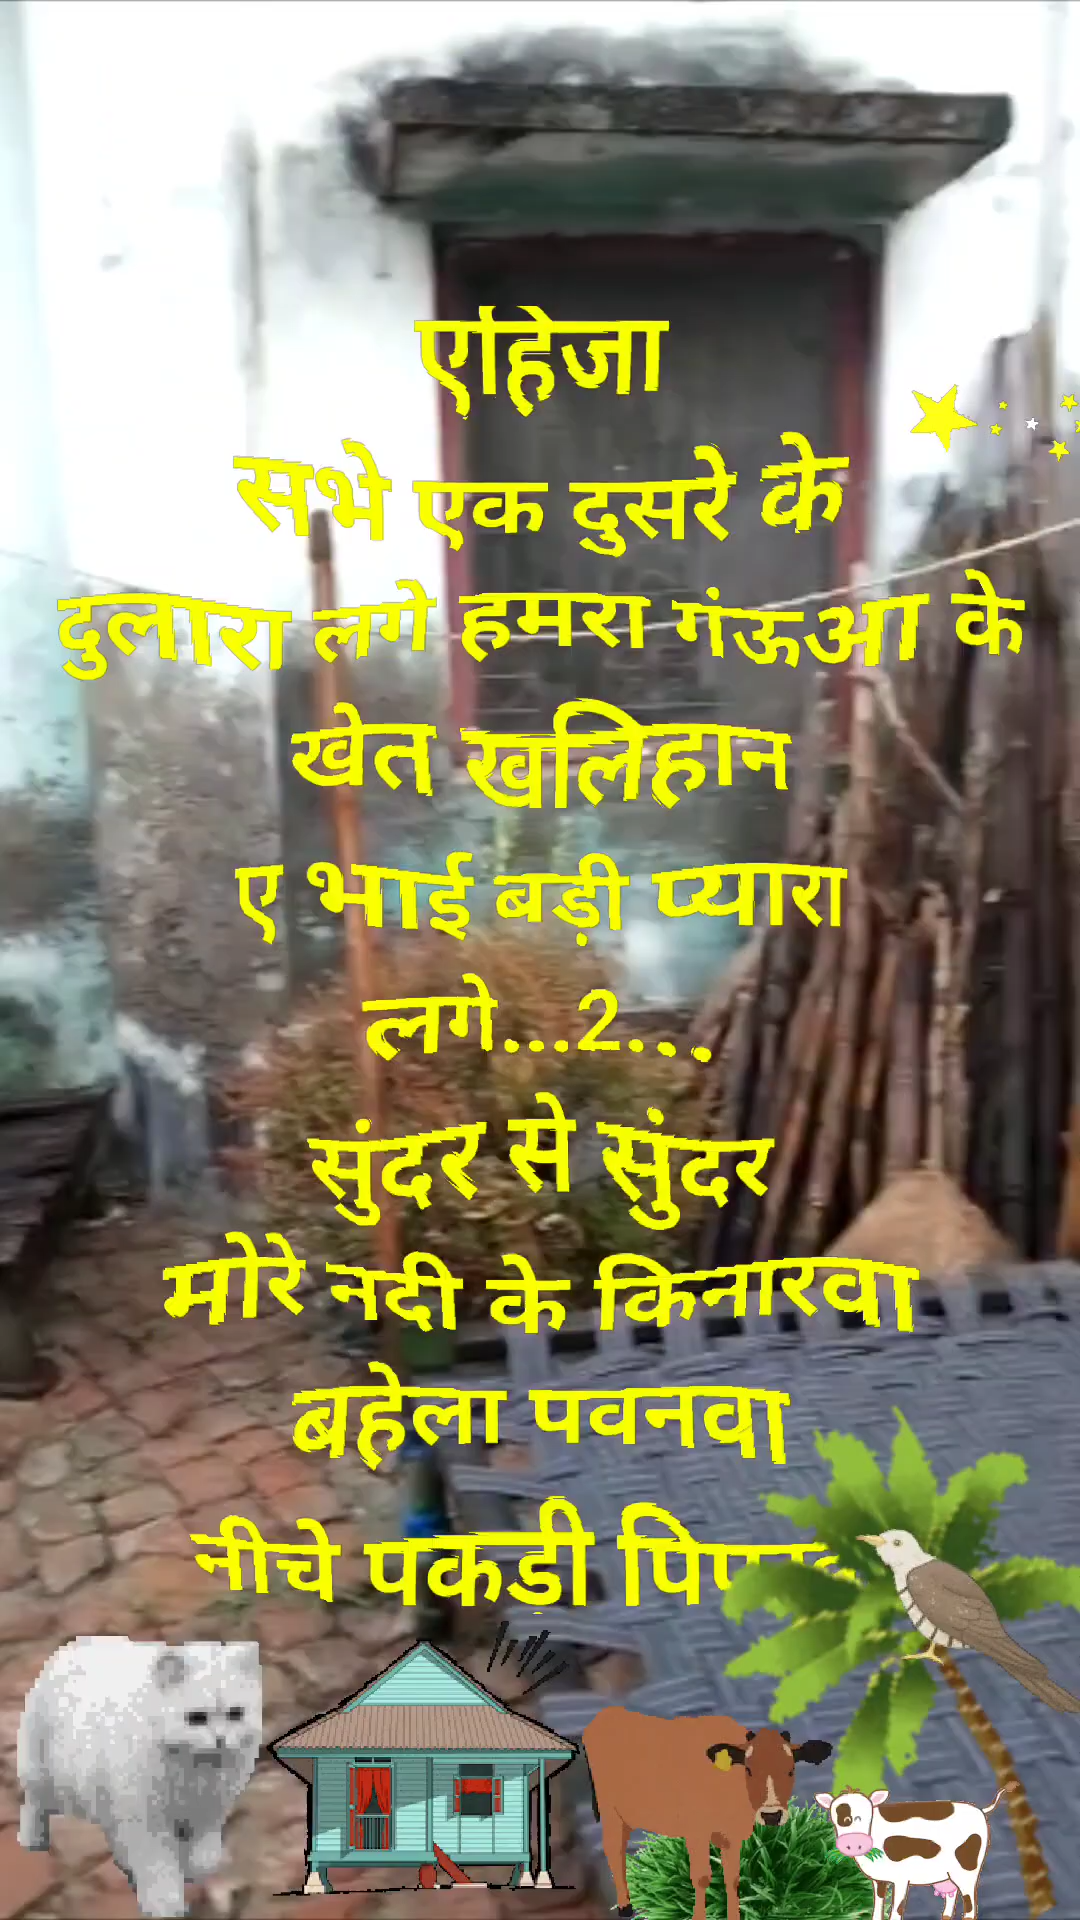 एहिजा
सभे एक दुसरे के
दुलारा लगे हमरा गंऊआ के
खेत खलिहान
ए भाई बड़ी प्यारा
लगे...2...
सुंदर से सुंदर
मोरे नदी के किनारवा
बहेला पवनवा
नीचे पकड़ी